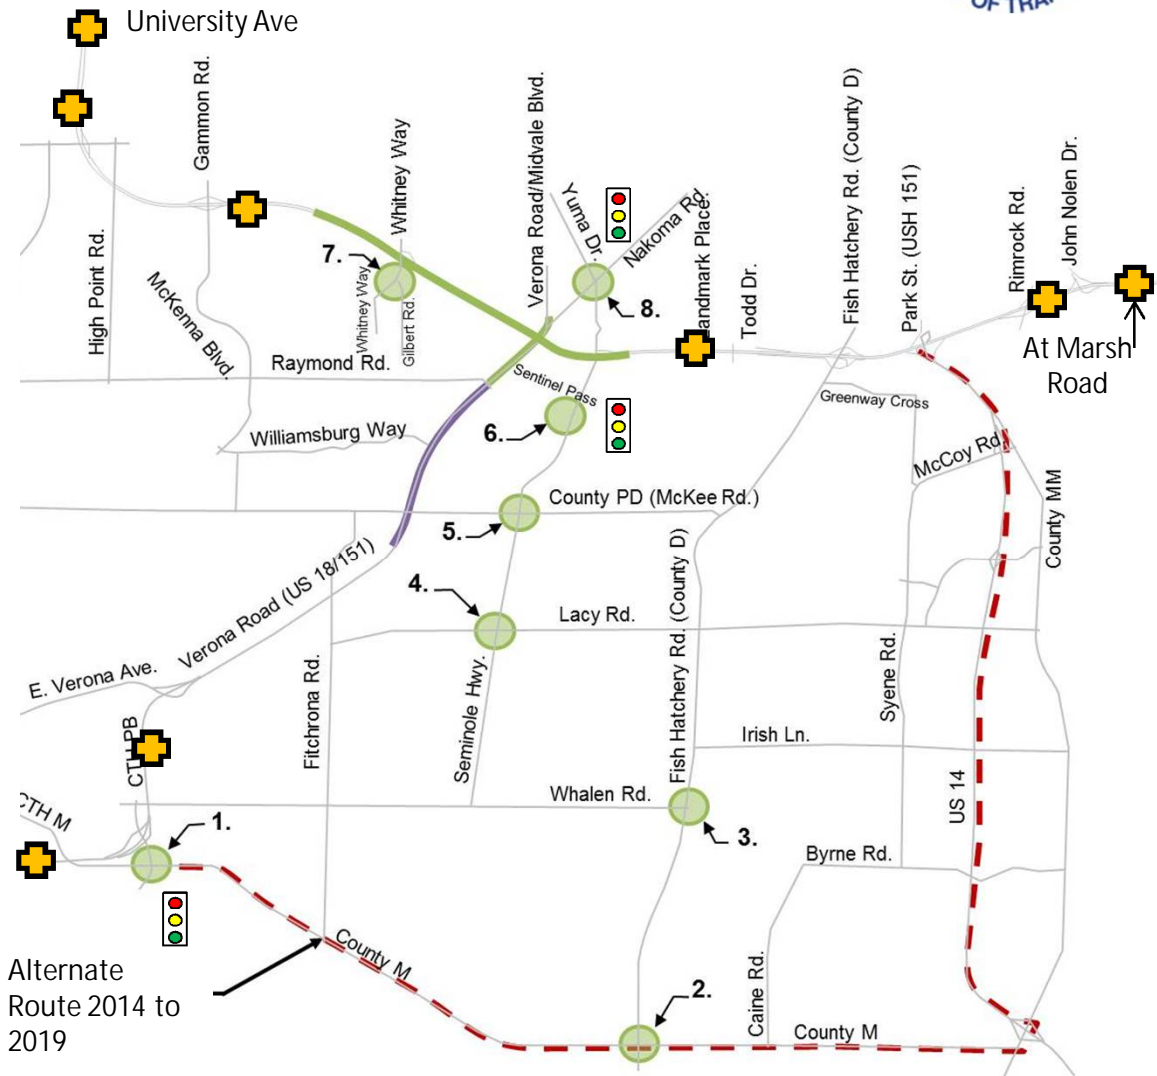 OF TRA
University Ave
Gammon Rd.
Whitney Way
Verona Road/Midvale Blvd.
Yuma Dr.
Nakoma Rd.
Landmark Place.
Todd Dr.
Fish Hatchery Rd. (County D)
Park St. (USH 151)
Rimrock Rd.
John Nolen Dr.
High Point Rd.
McKenna Blvd.
7.
Whitney Way
Gilbert Rd.
8.
At Marsh
Road
Raymond Rd.
Sentinel Pass
Greenway Cross
Williamsburg Way
6.
McCoy Rd.
County PD (McKee Rd.)
5.
County MM
Verona Road (US 18/151)
4.
Lacy Rd.
E. Verona Ave.
Fitchrona Rd.
Seminole Hwy.
Fish Hatchery Rd. (County D)
Syene Rd.
CTH PB
Irish Ln.
US 14
Whalen Rd.
CTH M
1.
3.
Byrne Rd.
Alternate
Route 2014 to
2019
County M
2.
Caine Rd.
County M